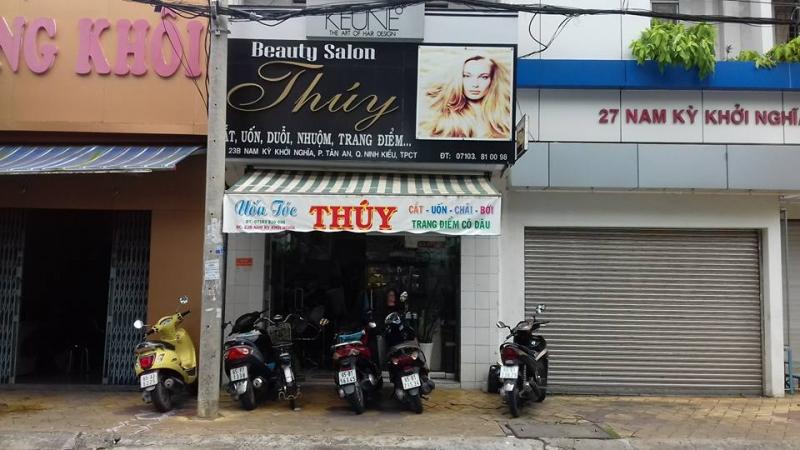 NG KHÔI
KEUNE
THE ART OF HAIR DESIGN
Beauty Salon
Thúy
ẮT, UỐN, DUỖI, NHUỘM, TRANG ĐIỂM...
23B NAM KỲ KHỞI NGHĨA, P. TÂN AN, Q. NINH KIỀU, TPCT ĐT: 07103. 81 00 98
27 NAM KỲ KHỞI NGHĨA
Uốn Tóc
THÚY
CẮT - UỐN - CHẢI - BỚI
TRANG ĐIỂM CÔ DÂU